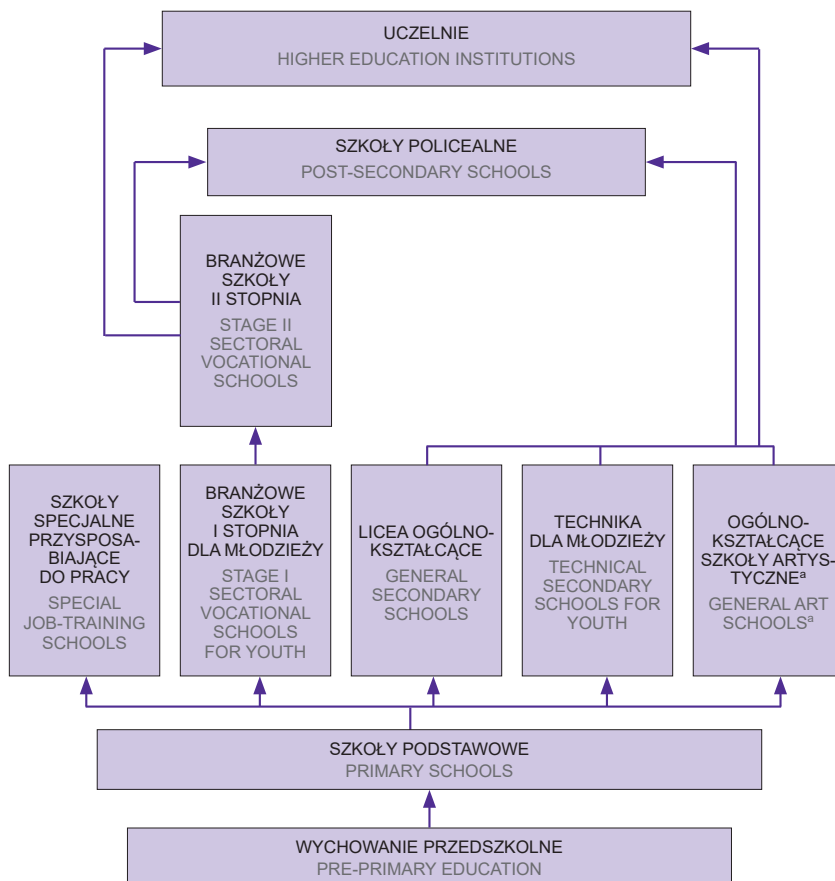 UCZELNIE
HIGHER EDUCATION INSTITUTIONS
SZKOŁY POLICEALNE
POST-SECONDARY SCHOOLS
BRANŻOWE
SZKOŁY
II STOPNIA
STAGE II
SECTORAL
VOCATIONAL
SCHOOLS
SZKOŁY
SPECJALNE
PRZYSPOSA-
BIAJĄCE
DO PRACY
SPECIAL
JOB-TRAINING
SCHOOLS
BRANŻOWE
SZKOŁY
I STOPNIA
DLA MŁODZIEŻY
STAGE I
SECTORAL
VOCATIONAL
SCHOOLS
FOR YOUTH
LICEA OGÓLNO-
KSZTAŁCĄCE
GENERAL
SECONDARY
SCHOOLS
TECHNIKA
DLA MŁODZIEŻY
TECHNICAL
SECONDARY
SCHOOLS FOR
YOUTH
OGÓLNO-
KSZTAŁCĄCE
SZKOŁY ARTYS-
TYCZNEᵃ
GENERAL ART
SCHOOLSᵃ
SZKOŁY PODSTAWOWE
PRIMARY SCHOOLS
WYCHOWANIE PRZEDSZKOLNE
PRE-PRIMARY EDUCATION